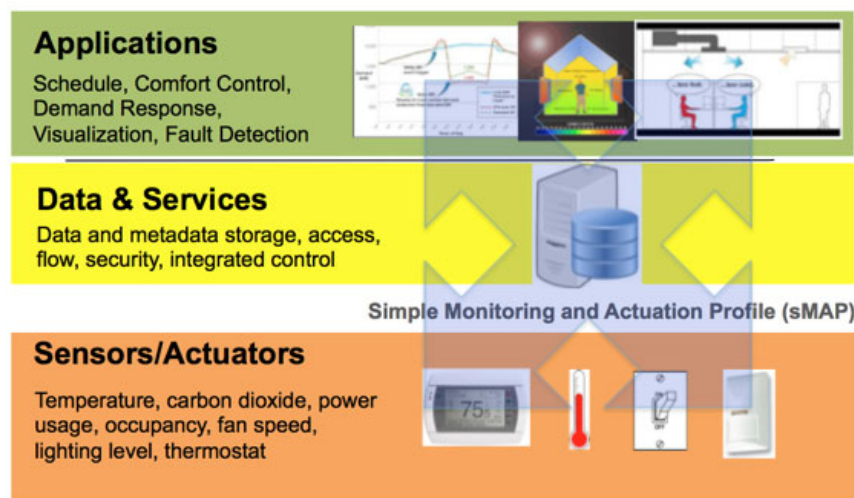 Applications
Schedule, Comfort Control,
Demand Response,
Visualization, Fault Detection
Data & Services
Data and metadata storage, access,
flow, security, integrated control
Simple Monitoring and Actuation Profile (sMAP)
Sensors/Actuators
Temperature, carbon dioxide, power
usage, occupancy, fan speed,
lighting level, thermostat
75
OFF